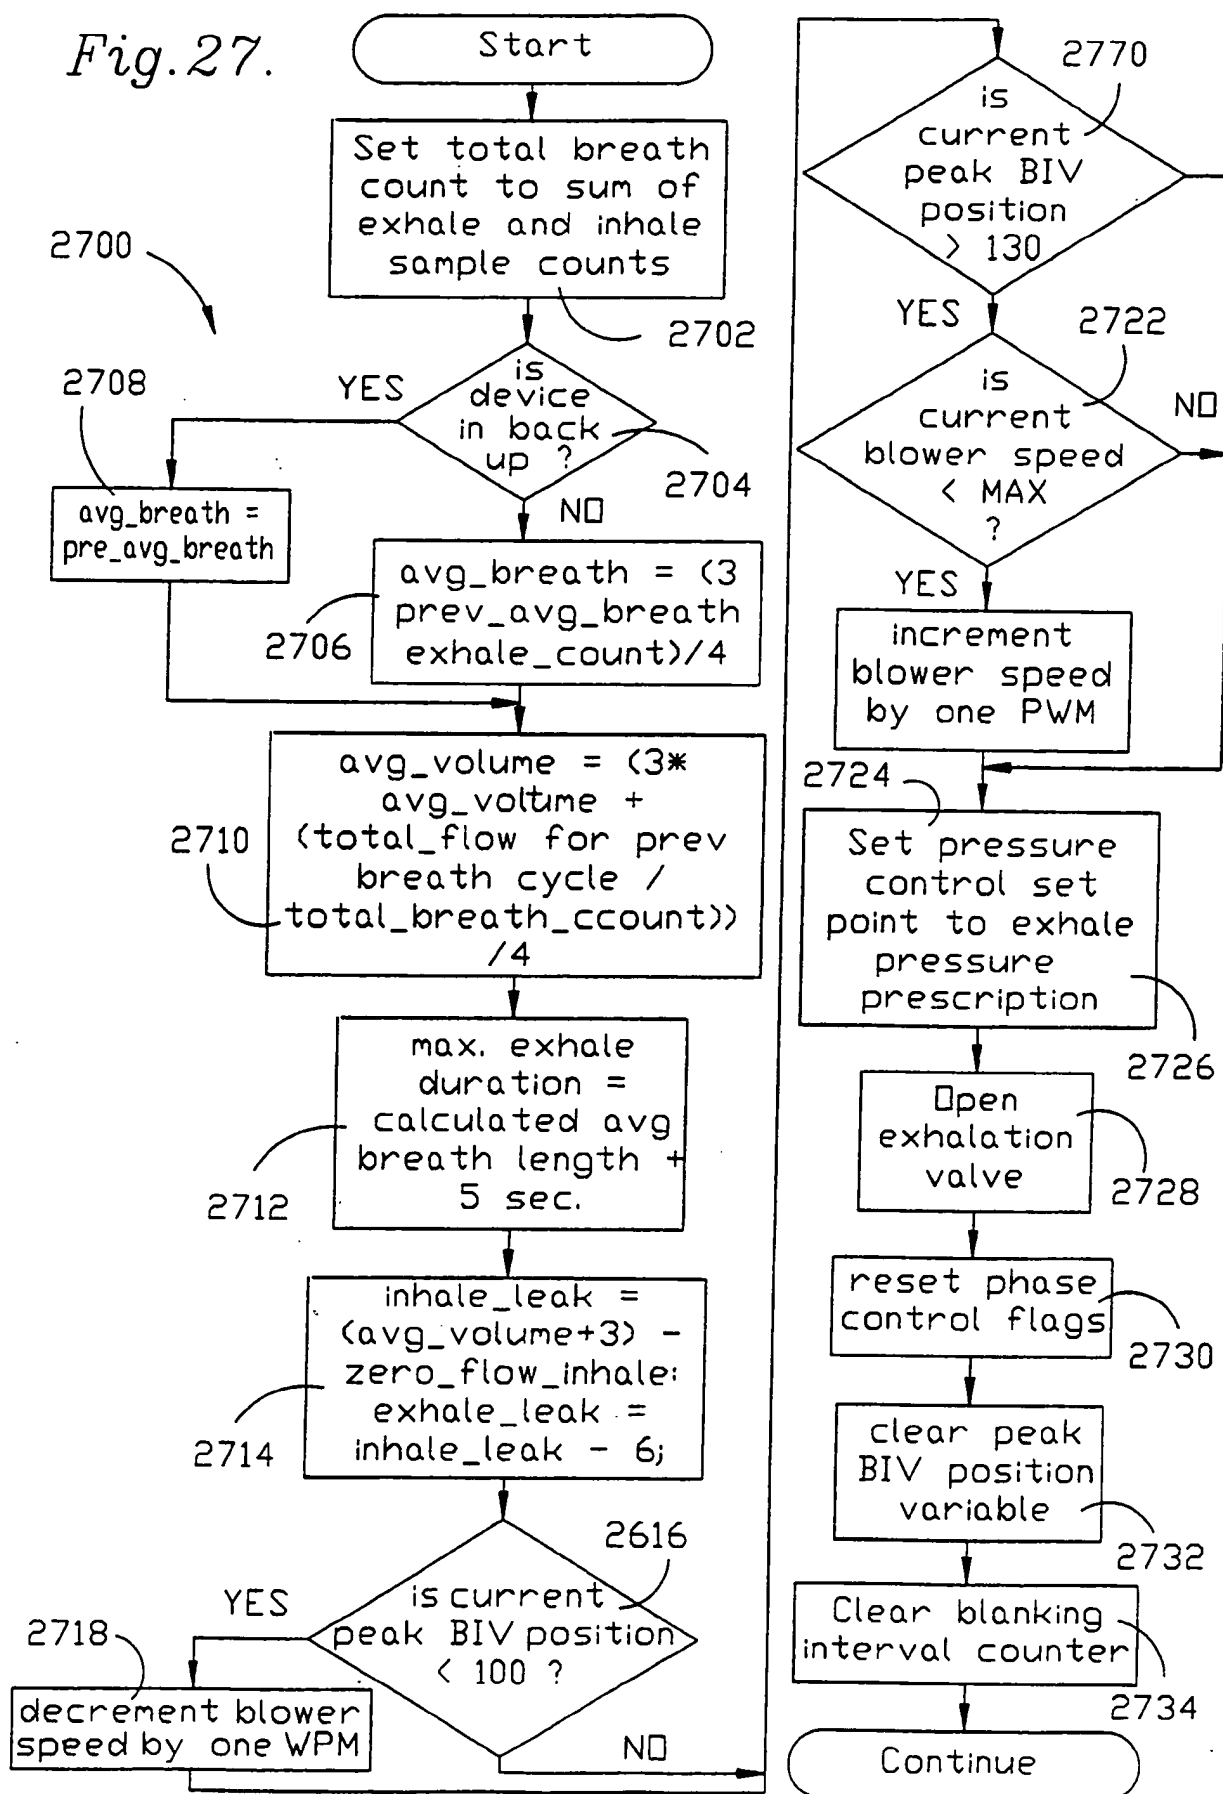 Fig. 27.
Start
Set total breath
count to sum of
exhale and inhale
sample counts
2700
2702
is
device
in back
up ?
YES
2708
2704
NO
avg_breath =
pre_avg_breath
avg_breath = (3
prev_avg_breath
exhale_count)/4
2706
avg_volume = (3*
avg_voltime +
(total_flow for prev
breath cycle /
total_breath_ccount))
/4
2710
max. exhale
duration =
calculated avg
breath length +
5 sec.
2712
inhale_leak =
(avg_volume+3) -
zero_flow_inhale:
exhale_leak =
inhale_leak - 6;
2714
2616
is current
peak BIV position
< 100 ?
YES
2718
decrement blower
speed by one WPM
NO
2770
is
current
peak BIV
position
> 130
YES
2722
is
current
blower speed
< MAX
?
NO
YES
increment
blower speed
by one PWM
2724
Set pressure
control set
point to exhale
pressure
prescription
2726
Open
exhalation
valve
2728
reset phase
control flags
2730
clear peak
BIV position
variable
2732
Clear blanking
interval counter
2734
Continue